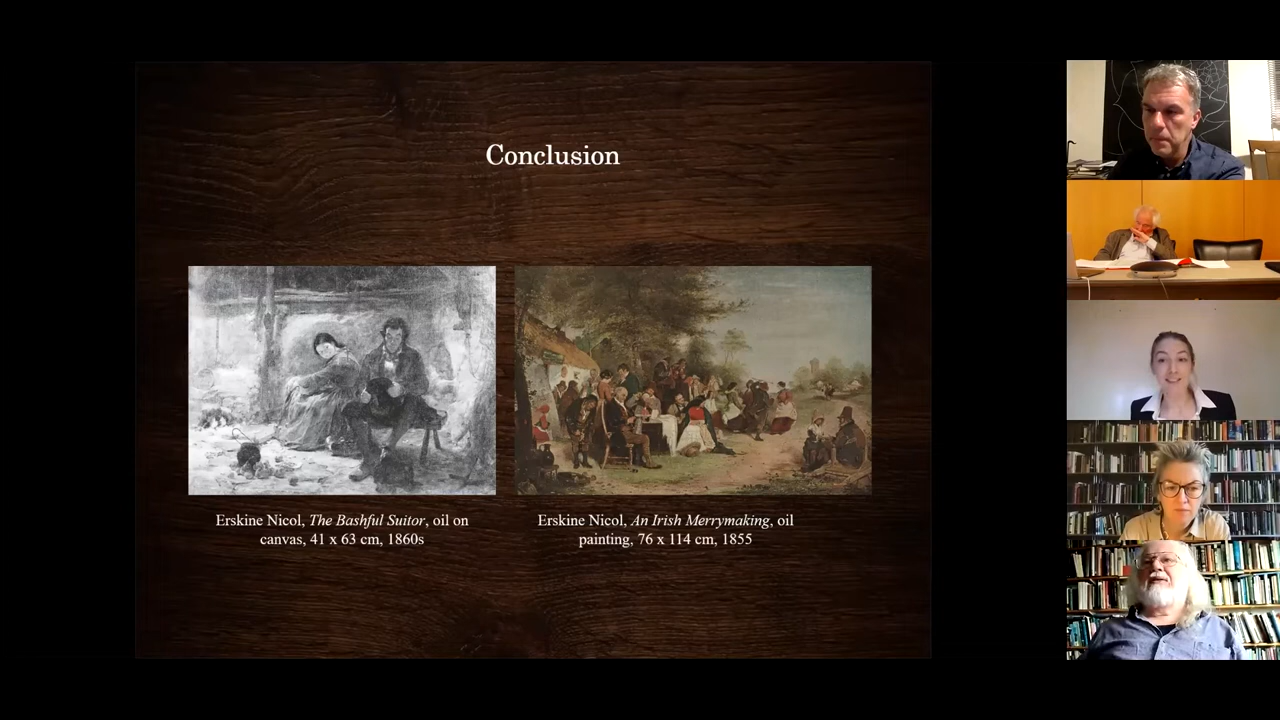 Conclusion
Erskine Nicol, The Bashful Suitor, oil on
canvas, 41 x 63 cm, 1860s
Erskine Nicol, An Irish Merrymaking, oil
painting, 76 x 114 cm, 1855